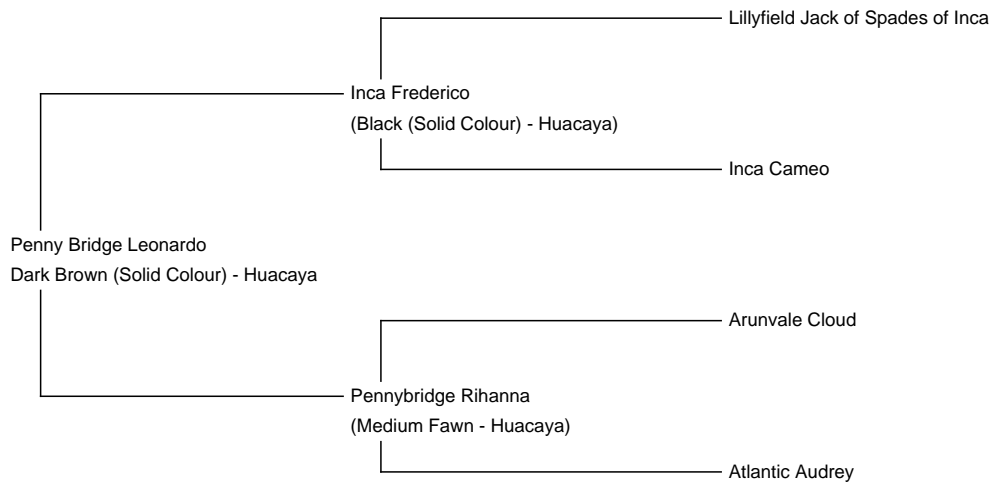 Lillyfield Jack of Spades of Inca
Inca Frederico
(Black (Solid Colour) - Huacaya)
Inca Cameo
Penny Bridge Leonardo
Dark Brown (Solid Colour) - Huacaya
Arunvale Cloud
Pennybridge Rihanna
(Medium Fawn - Huacaya)
Atlantic Audrey